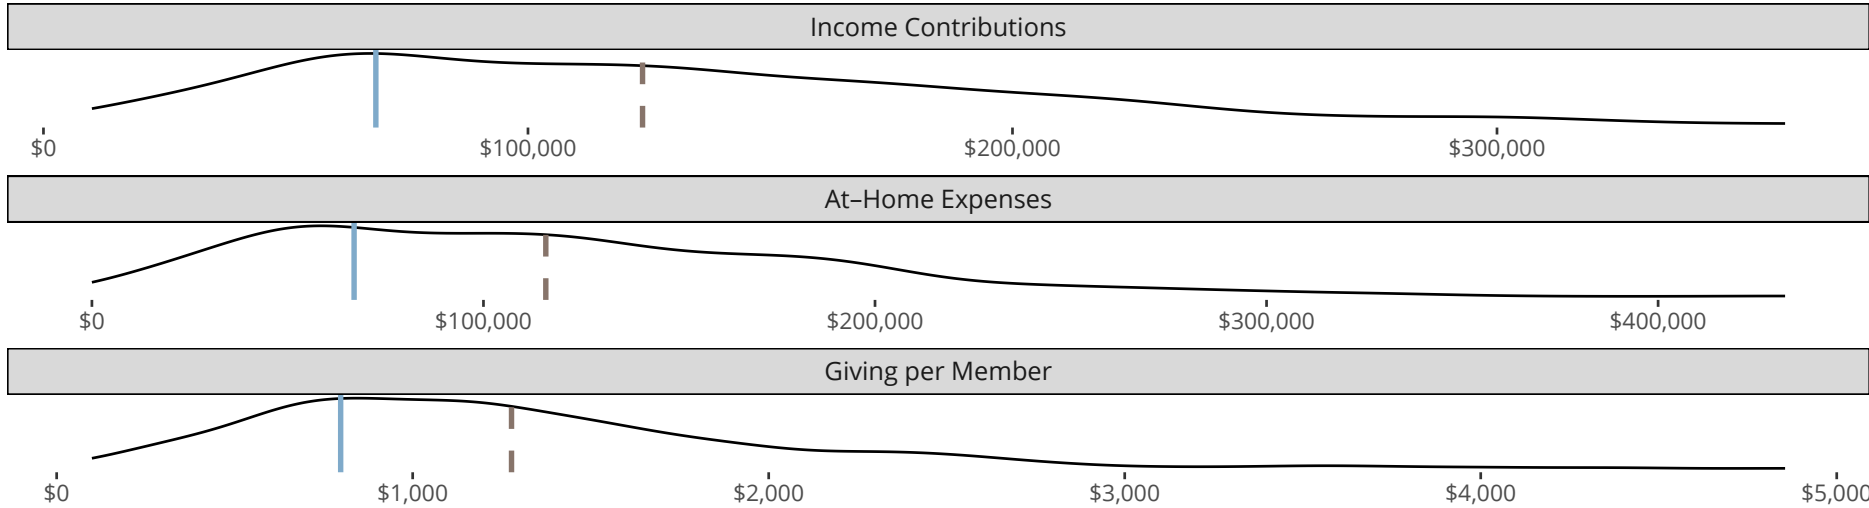 Income Contributions
$0 $100,000 $200,000 $300,000
At–Home Expenses
$0 $100,000 $200,000 $300,000 $400,000
Giving per Member
$0 $1,000 $2,000 $3,000 $4,000 $5,000